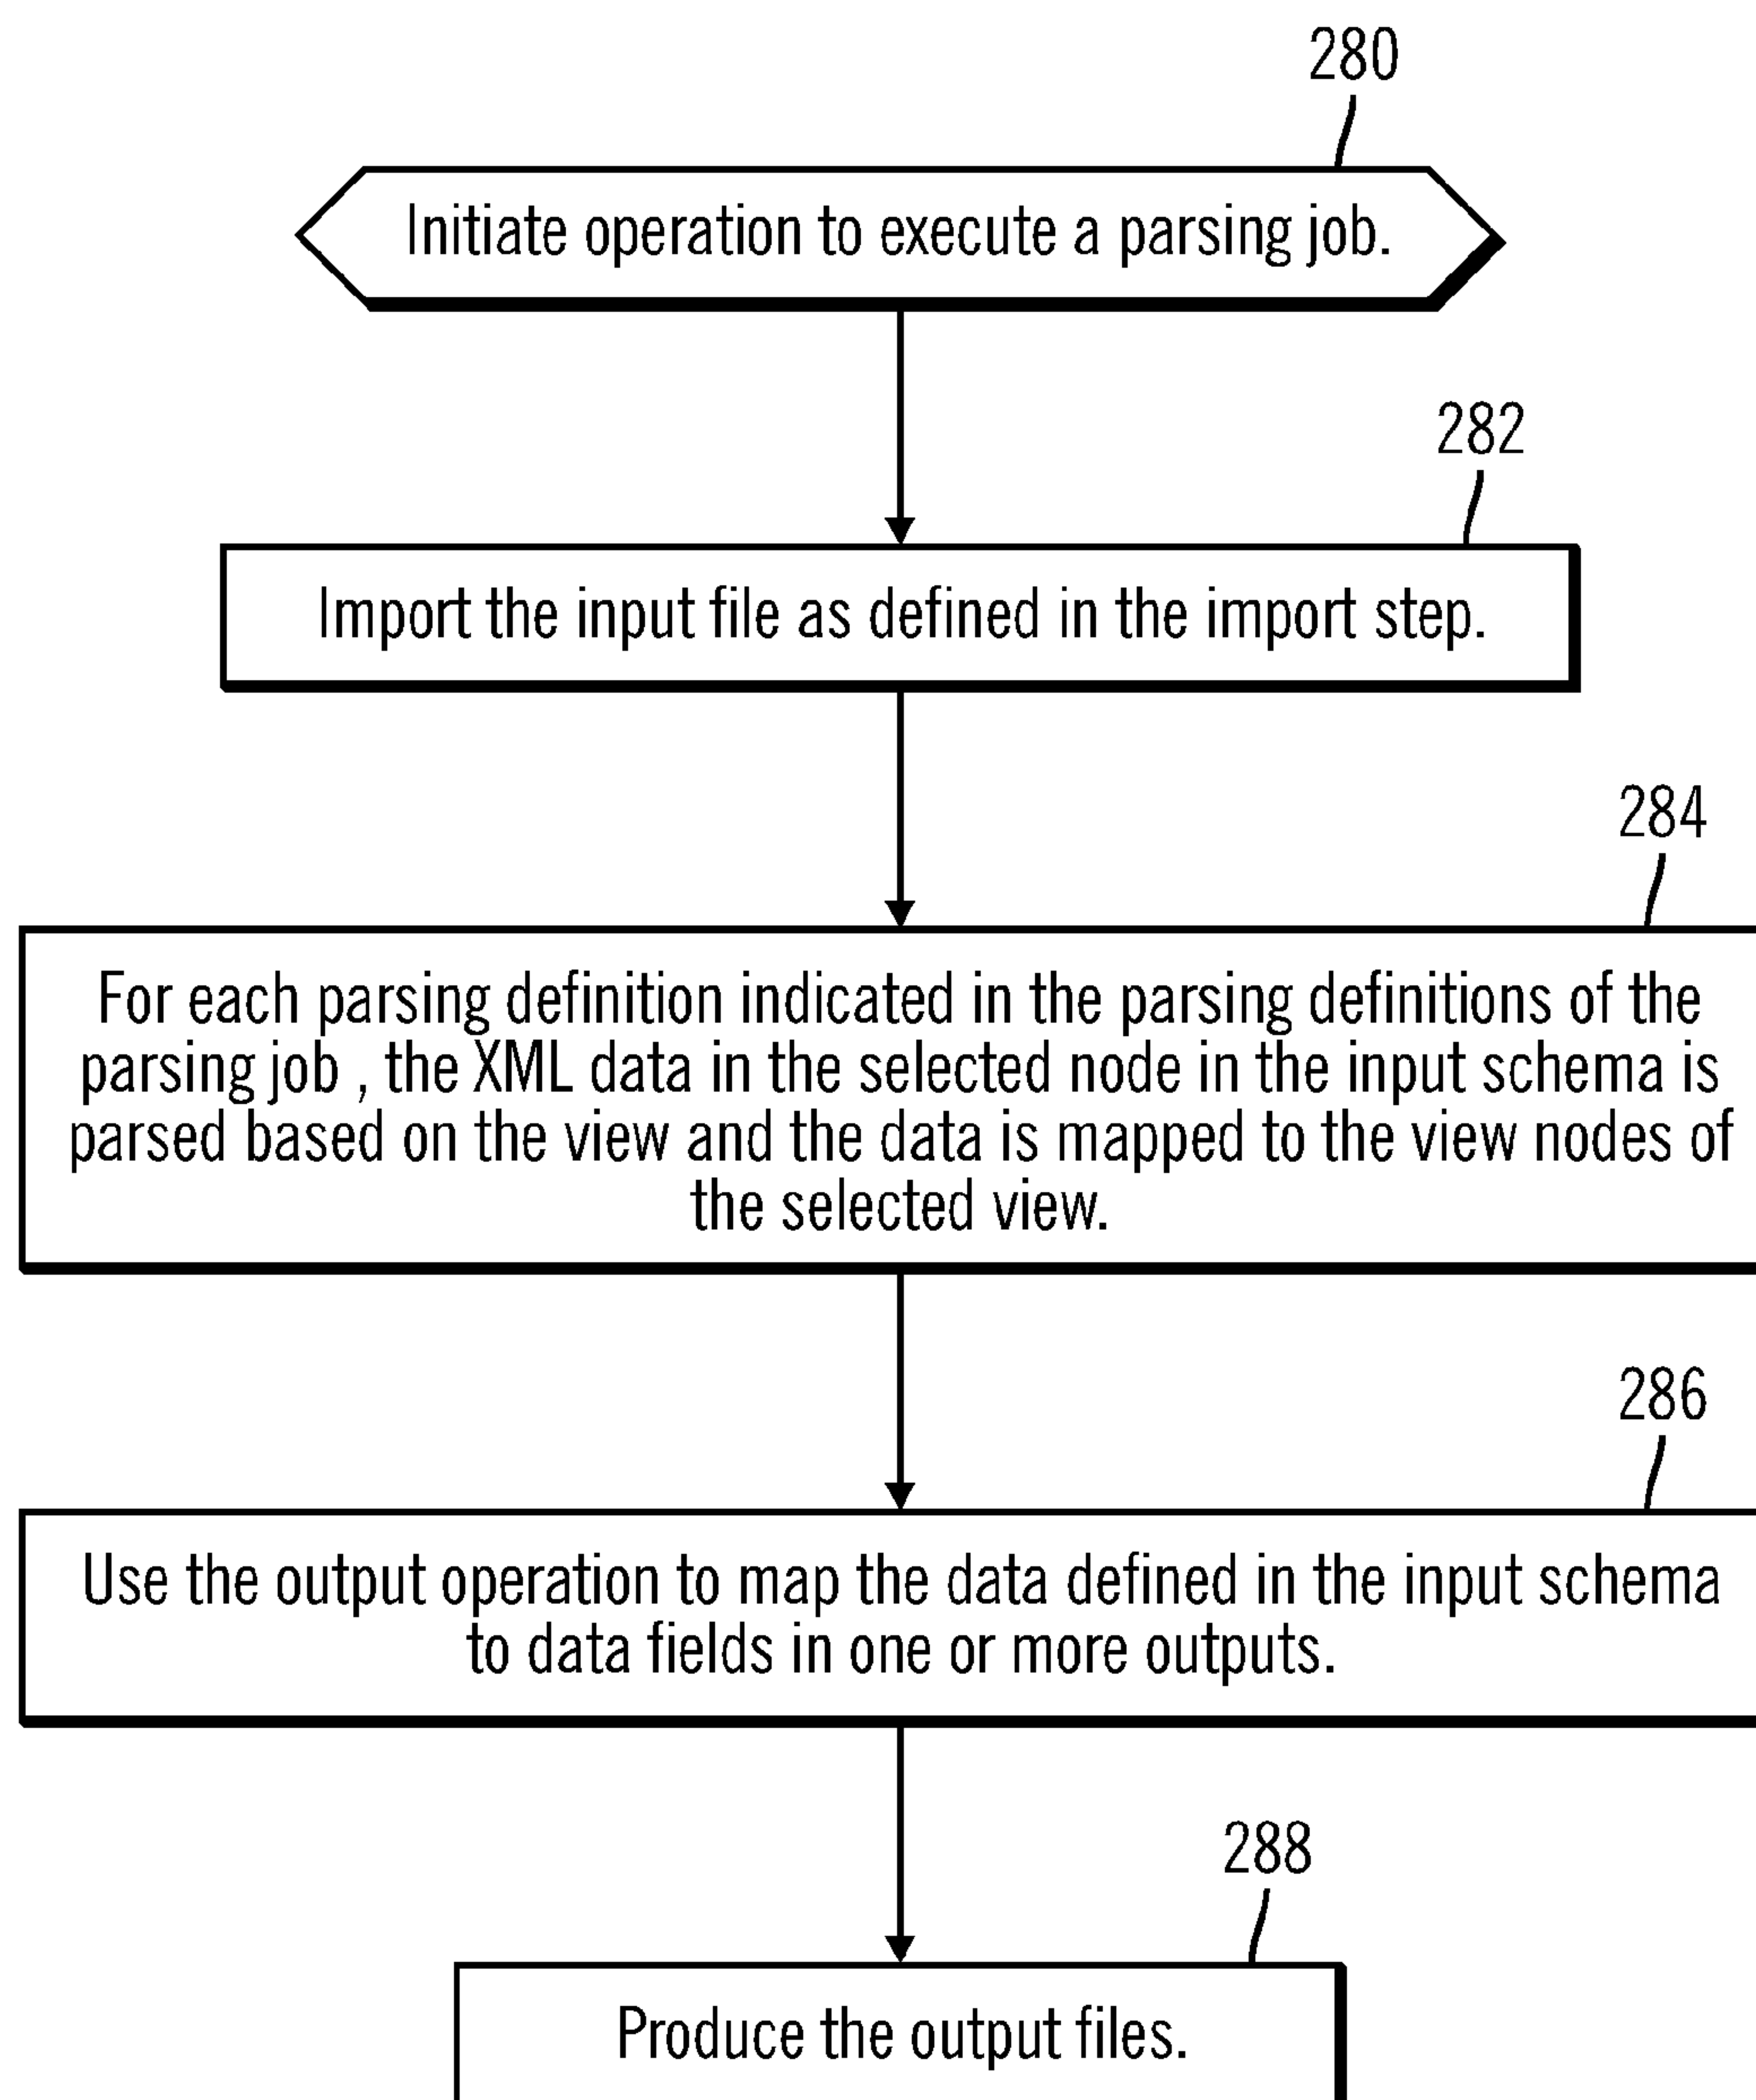 280
Initiate operation to execute a parsing job.
282
Import the input file as defined in the import step.
284
For each parsing definition indicated in the parsing definitions of the
parsing job , the XML data in the selected node in the input schema is
parsed based on the view and the data is mapped to the view nodes of
the selected view.
286
Use the output operation to map the data defined in the input schema
to data fields in one or more outputs.
288
Produce the output files.